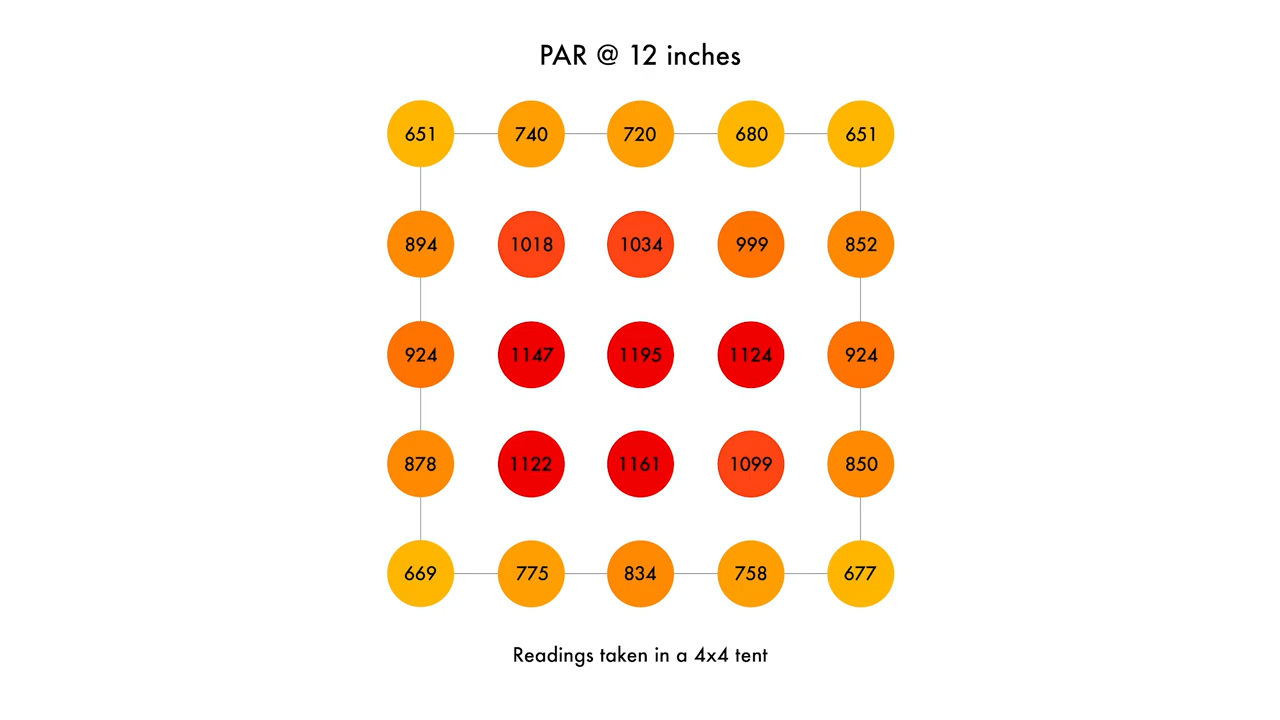 PAR @ 12 inches
651 740 720 680 651
894 1018 1034 999 852
924 1147 1195 1124 924
878 1122 1161 1099 850
669 775 834 758 677
Readings taken in a 4x4 tent